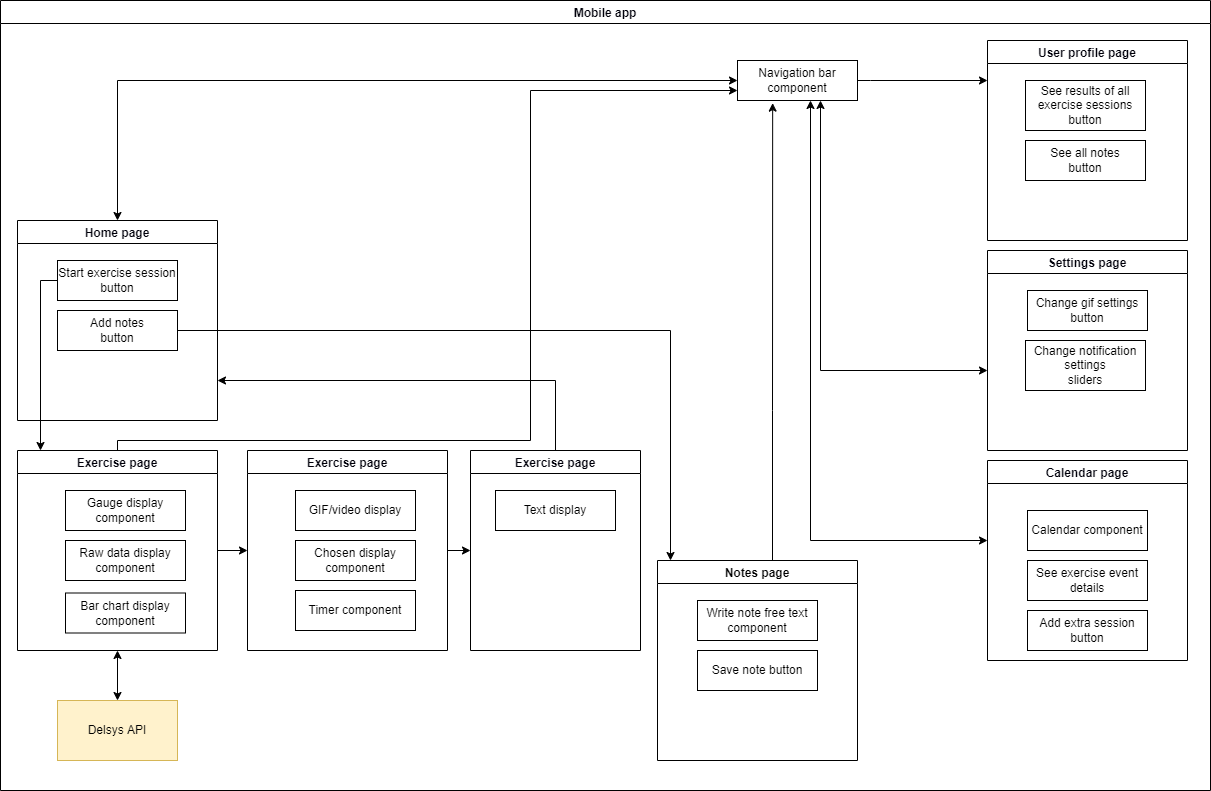 Mobile app
Navigation bar
component
User profile page
See results of all
exercise sessions
button
See all notes
button
Home page
Start exercise session
button
Add notes
button
Settings page
Change gif settings
button
Change notification
settings
sliders
Exercise page
Gauge display
component
Raw data display
component
Bar chart display
component
Exercise page
GIF/video display
Chosen display
component
Timer component
Exercise page
Text display
Calendar page
Calendar component
See exercise event
details
Add extra session
button
Notes page
Write note free text
component
Save note button
Delsys API